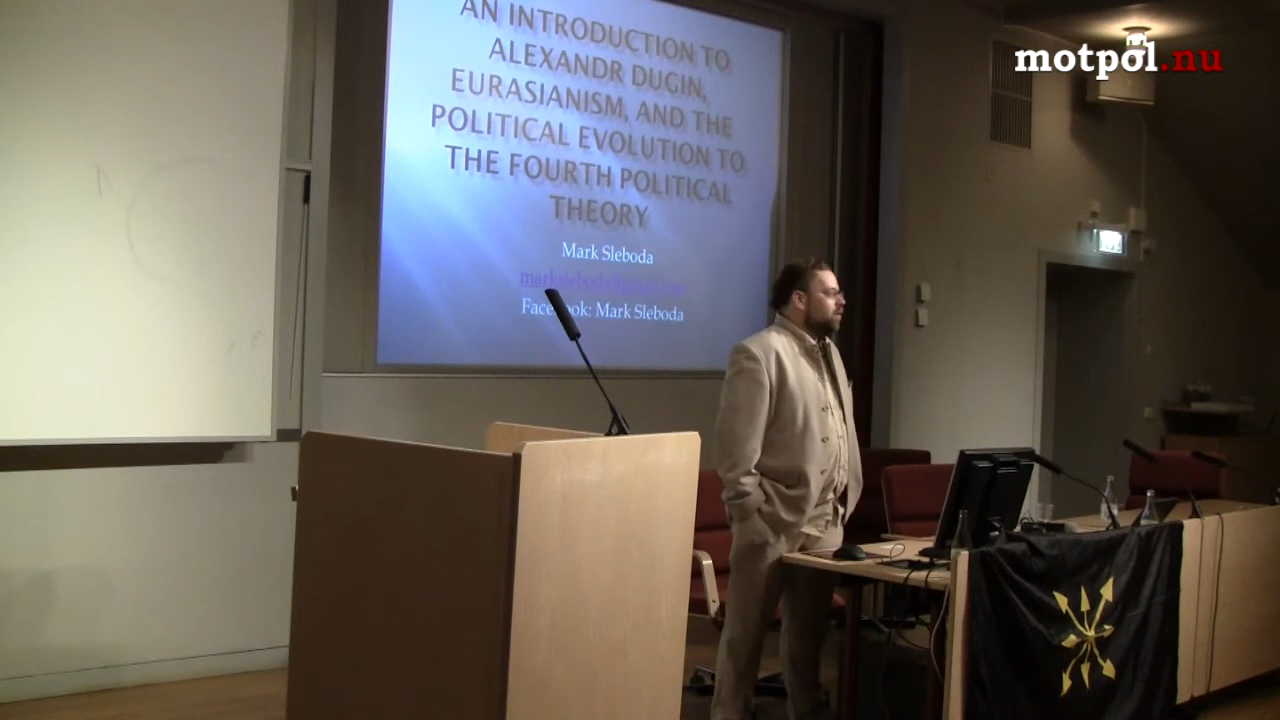 motpol.nu
AN INTRODUCTION TO
ALEXANDR DUGIN,
EURASIANISM, AND THE
POLITICAL EVOLUTION TO
THE FOURTH POLITICAL
THEORY
Mark Sleboda
Facebook: Mark Sleboda